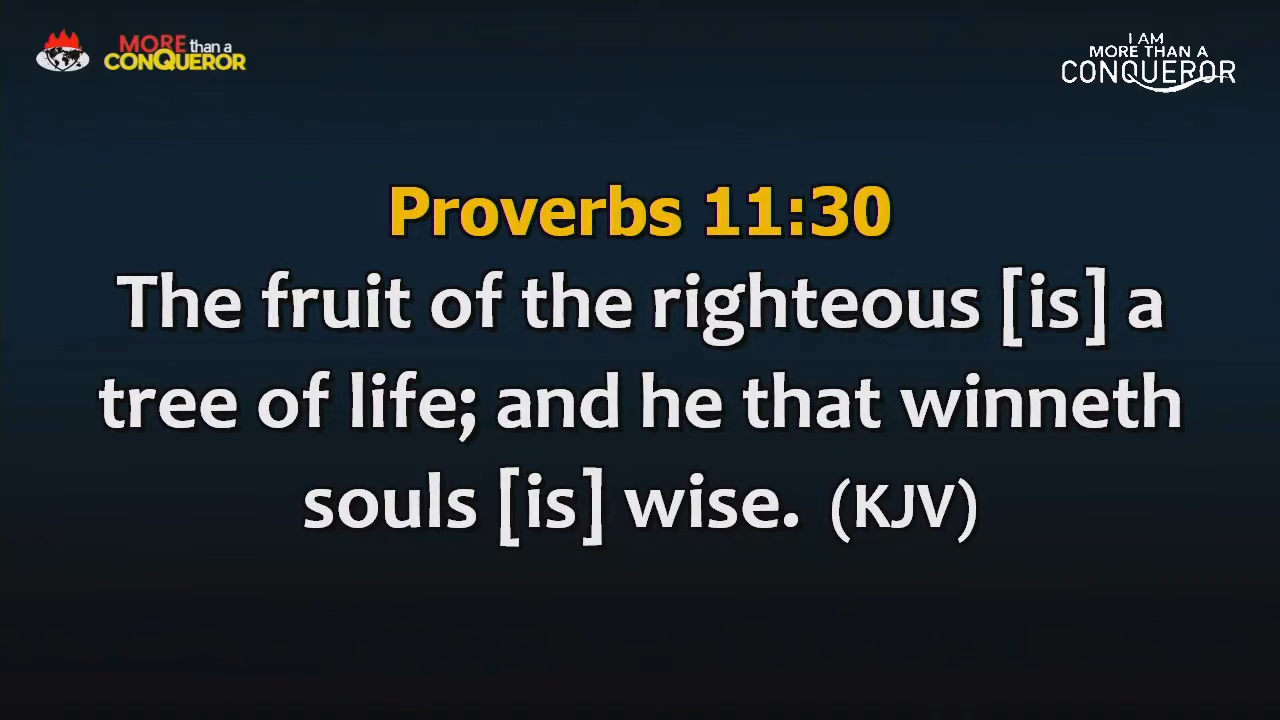 MORE than a
CONQUEROR
I AM
MORE THAN A
CONQUEROR
Proverbs 11:30
The fruit of the righteous [is] a
tree of life; and he that winneth
souls [is] wise. (KJV)